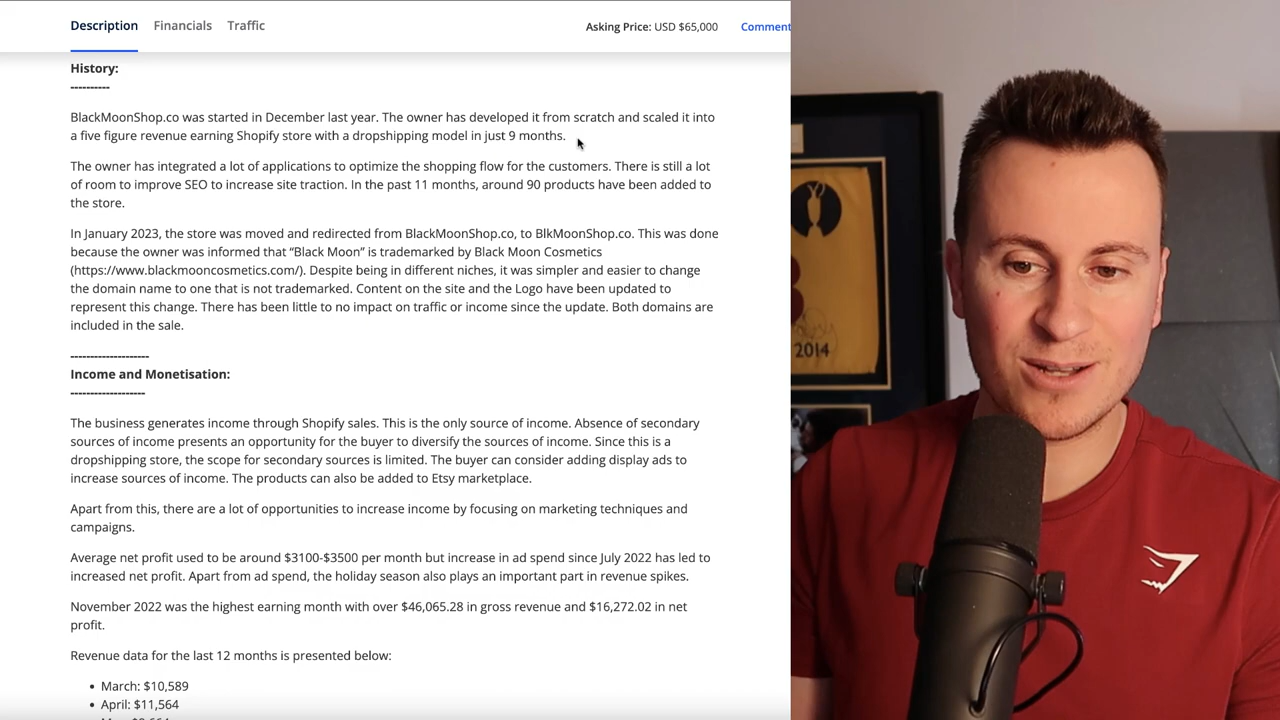 Description Financials Traffic Asking Price: USD $65,000 Comment
History:
----------
BlackMoonShop.co was started in December last year. The owner has developed it from scratch and scaled it into
a five figure revenue earning Shopify store with a dropshipping model in just 9 months.
The owner has integrated a lot of applications to optimize the shopping flow for the customers. There is still a lot
of room to improve SEO to increase site traction. In the past 11 months, around 90 products have been added to
the store.
In January 2023, the store was moved and redirected from BlackMoonShop.co, to BlkMoonShop.co. This was done
because the owner was informed that “Black Moon” is trademarked by Black Moon Cosmetics
(https://www.blackmooncosmetics.com/). Despite being in different niches, it was simpler and easier to change
the domain name to one that is not trademarked. Content on the site and the Logo have been updated to
represent this change. There has been little to no impact on traffic or income since the update. Both domains are
included in the sale.
--------------------
Income and Monetisation:
-------------------
The business generates income through Shopify sales. This is the only source of income. Absence of secondary
sources of income presents an opportunity for the buyer to diversify the sources of income. Since this is a
dropshipping store, the scope for secondary sources is limited. The buyer can consider adding display ads to
increase sources of income. The products can also be added to Etsy marketplace.
Apart from this, there are a lot of opportunities to increase income by focusing on marketing techniques and
campaigns.
Average net profit used to be around $3100-$3500 per month but increase in ad spend since July 2022 has led to
increased net profit. Apart from ad spend, the holiday season also plays an important part in revenue spikes.
November 2022 was the highest earning month with over $46,065.28 in gross revenue and $16,272.02 in net
profit.
Revenue data for the last 12 months is presented below:
• March: $10,589
• April: $11,564
2014